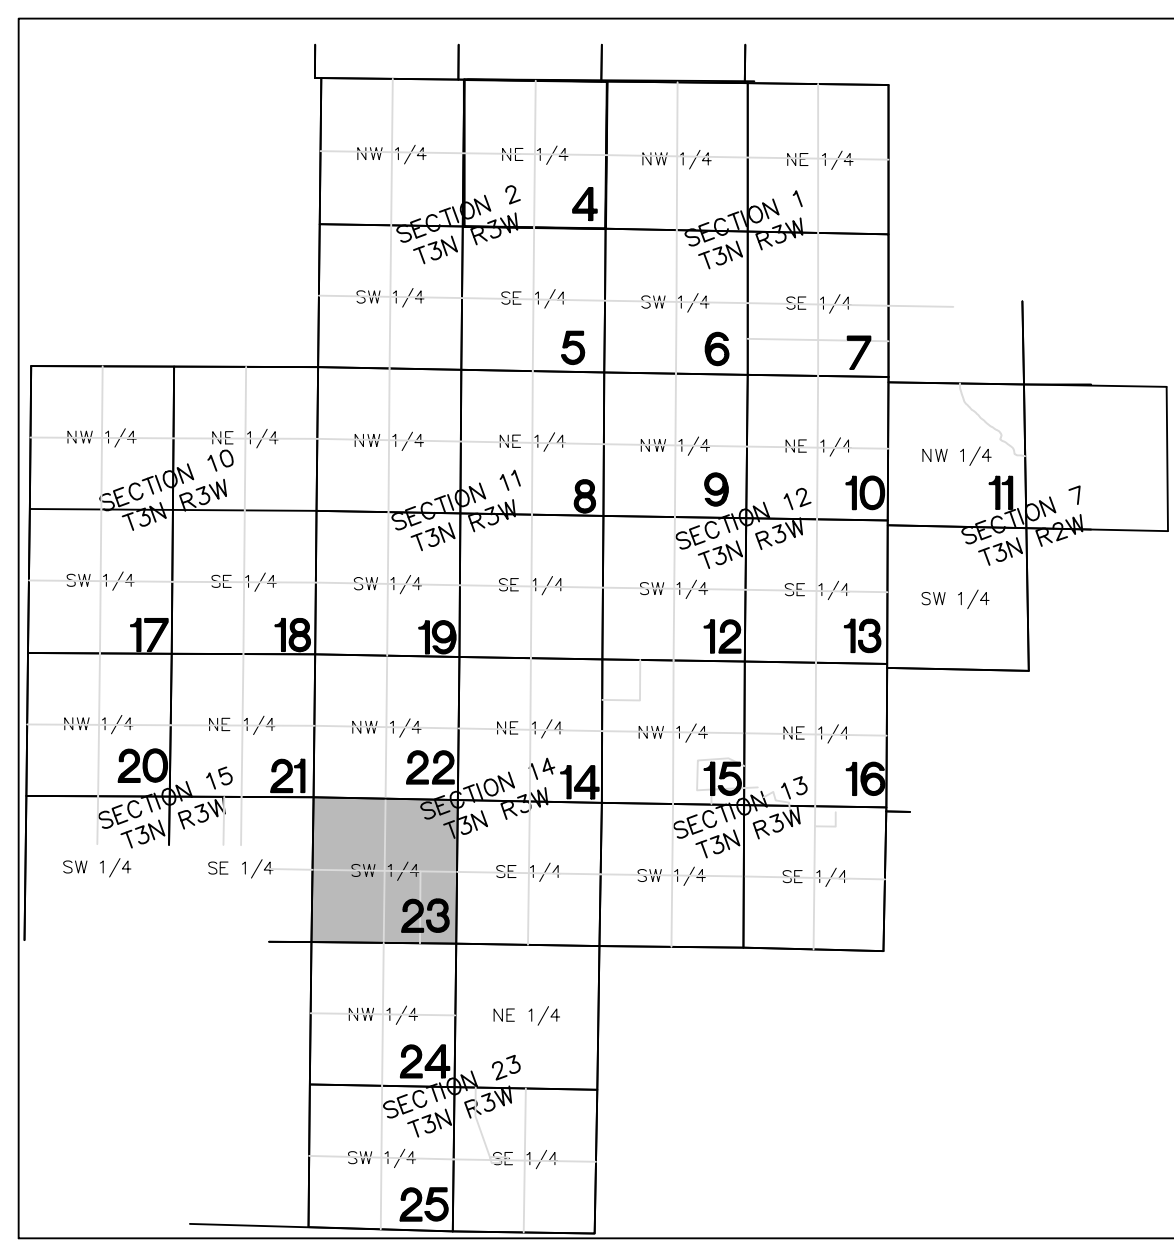 NW 1/4
NE 1/4
NW 1/4
NE 1/4
4
SECTION 2
T3N R3W
SECTION 1
T3N R3W
SW 1/4
SE 1/4
SW 1/4
SE 1/4
5
6
7
NW 1/4
NE 1/4
NW 1/4
NE 1/4
NW 1/4
NE 1/4
NW 1/4
8
9
10
11
SECTION 10
T3N R3W
SECTION 11
T3N R3W
SECTION 12
T3N R3W
SECTION 7
T3N R2W
SW 1/4
SE 1/4
SW 1/4
SE 1/4
SW 1/4
SE 1/4
SW 1/4
17
18
19
12
13
NW 1/4
NE 1/4
NW 1/4
NE 1/4
NW 1/4
NE 1/4
20
21
22
14
15
16
SECTION 15
T3N R3W
SECTION 14
T3N R3W
SECTION 13
T3N R3W
SW 1/4
SE 1/4
SW 1/4
SE 1/4
SW 1/4
SE 1/4
23
NW 1/4
NE 1/4
24
SECTION 23
T3N R3W
SW 1/4
SE 1/4
25